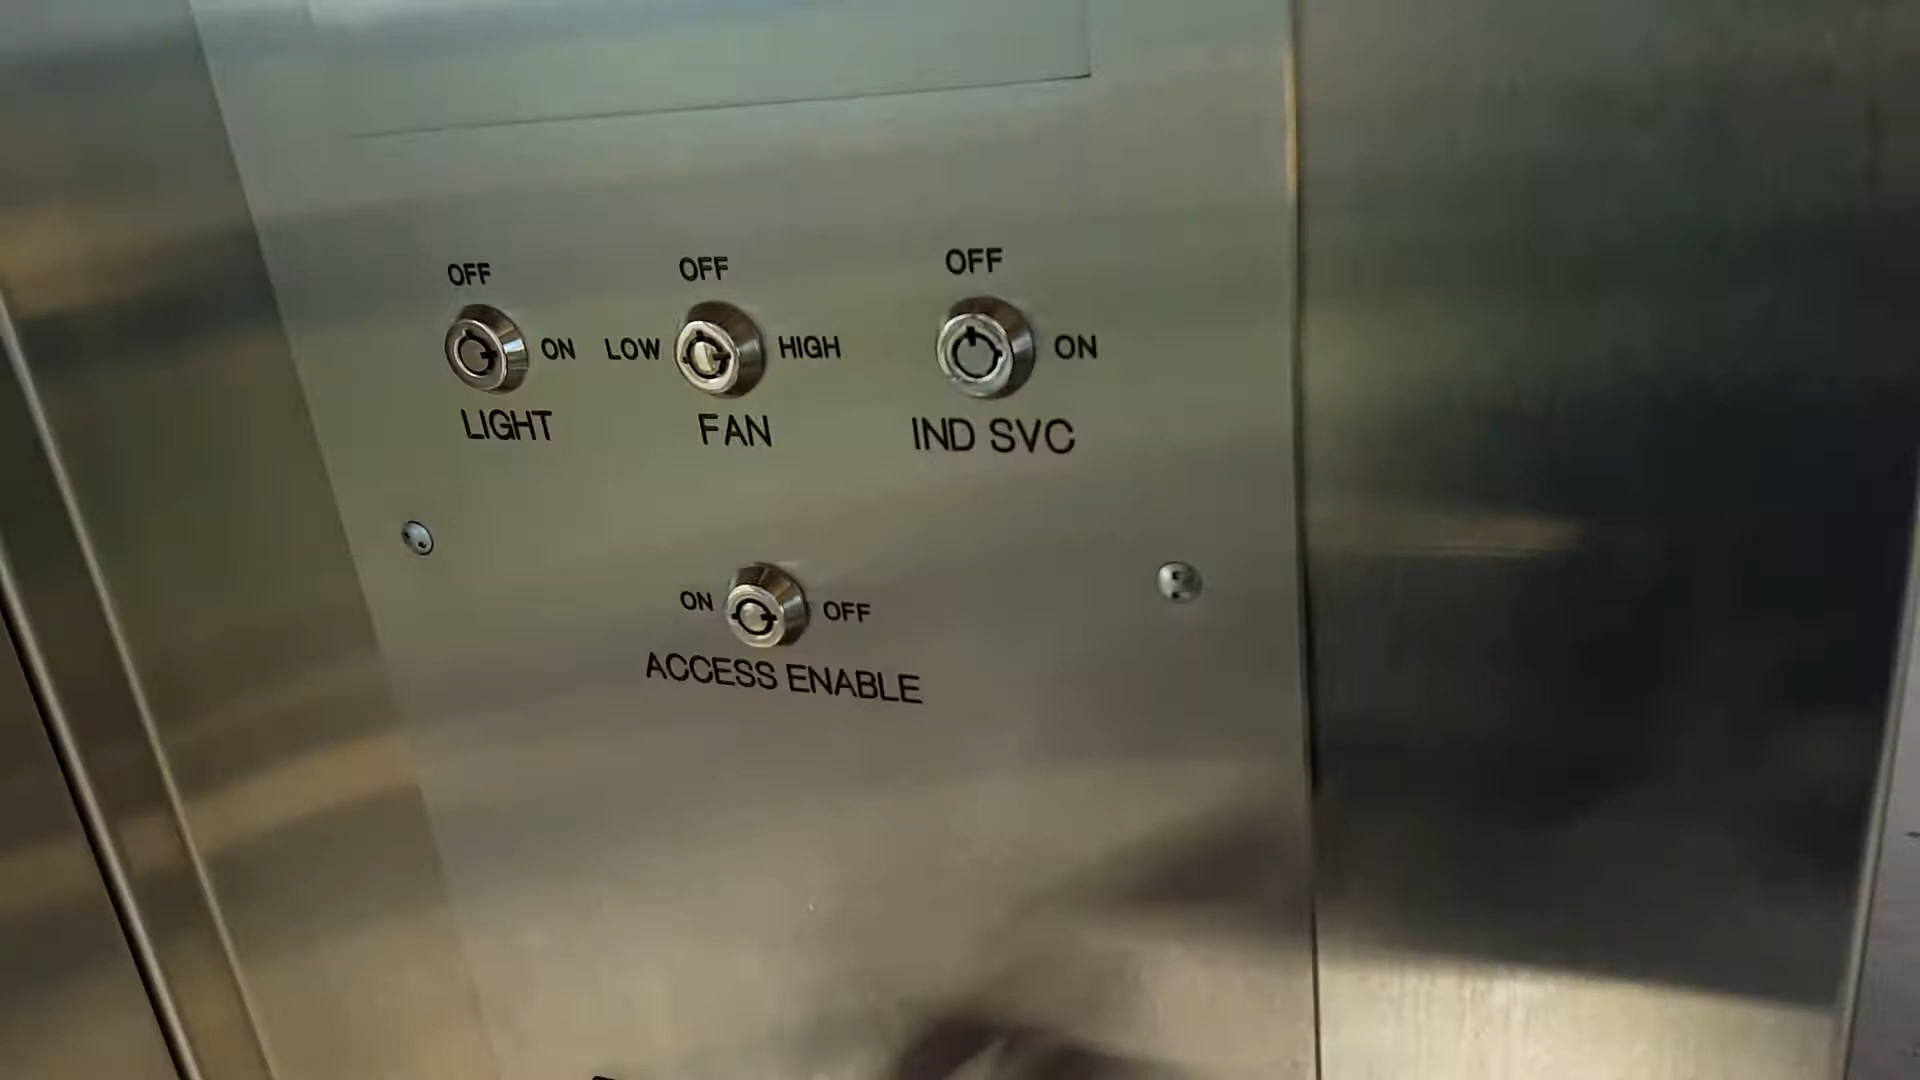 OFF OFF OFF
ON LOW HIGH ON
LIGHT FAN IND SVC
ON OFF
ACCESS ENABLE